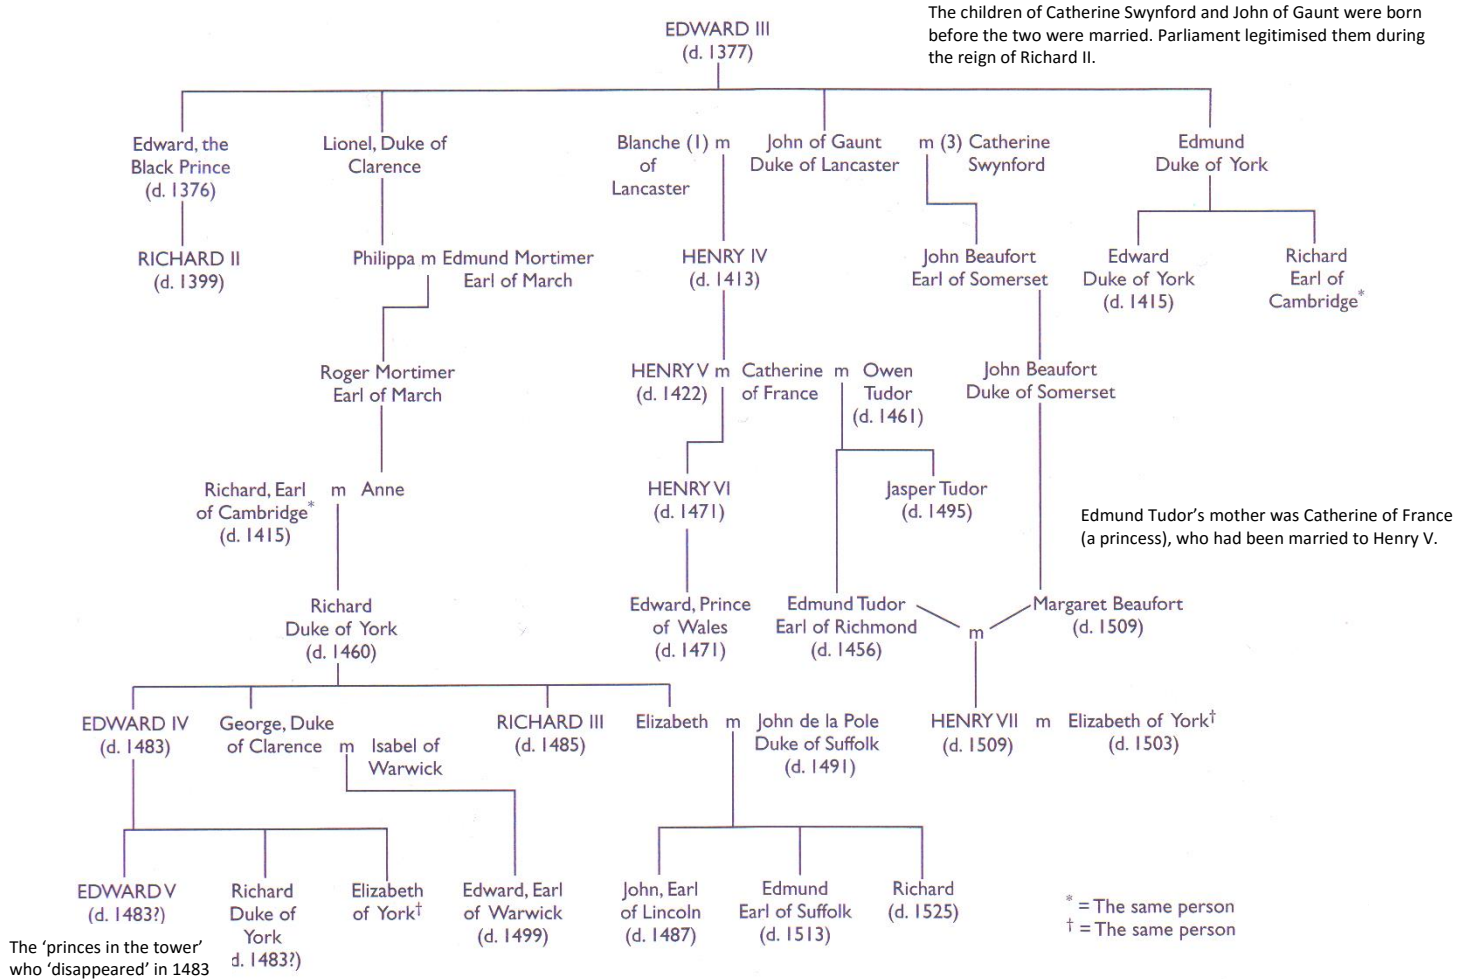 EDWARD III
(d. 1377)
The children of Catherine Swynford and John of Gaunt were born
before the two were married. Parliament legitimised them during
the reign of Richard II.
Edward, the
Black Prince
(d. 1376)
Lionel, Duke of
Clarence
Blanche (1) m
of
Lancaster
John of Gaunt
Duke of Lancaster
m (3) Catherine
Swynford
Edmund
Duke of York
RICHARD II
(d. 1399)
Philippa m Edmund Mortimer
Earl of March
HENRY IV
(d. 1413)
John Beaufort
Earl of Somerset
Edward
Duke of York
(d. 1415)
Richard
Earl of
Cambridge*
Roger Mortimer
Earl of March
HENRY V m Catherine m Owen
(d. 1422) of France Tudor
(d. 1461)
John Beaufort
Duke of Somerset
Richard, Earl m Anne
of Cambridge*
(d. 1415)
HENRY VI
(d. 1471)
Jasper Tudor
(d. 1495)
Edmund Tudor's mother was Catherine of France
(a princess), who had been married to Henry V.
Richard
Duke of York
(d. 1460)
Edward, Prince
of Wales
(d. 1471)
Edmund Tudor
Earl of Richmond
(d. 1456)
m
Margaret Beaufort
(d. 1509)
EDWARD IV
(d. 1483)
George, Duke
of Clarence m Isabel of
Warwick
RICHARD III
(d. 1485)
Elizabeth m John de la Pole
Duke of Suffolk
(d. 1491)
HENRY VII m Elizabeth of York†
(d. 1509) (d. 1503)
EDWARD V
(d. 1483?)
Richard
Duke of
York
d. 1483?)
Elizabeth
of York†
Edward, Earl
of Warwick
(d. 1499)
John, Earl
of Lincoln
(d. 1487)
Edmund
Earl of Suffolk
(d. 1513)
Richard
(d. 1525)
* = The same person
† = The same person
The 'princes in the tower'
who 'disappeared' in 1483